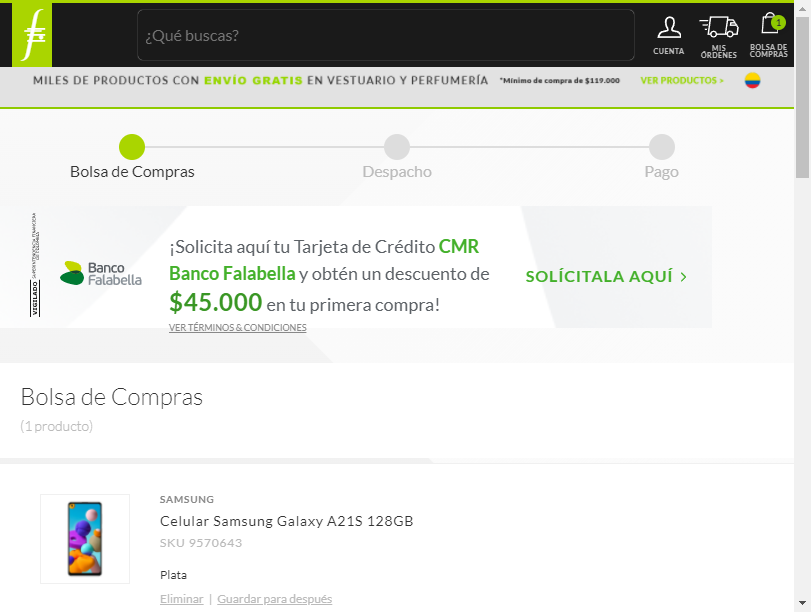 ¿Qué buscas?
CUENTA
MIS ÓRDENES
1
BOLSA DE COMPRAS
MILES DE PRODUCTOS CON ENVÍO GRATIS EN VESTUARIO Y PERFUMERÍA *Mínimo de compra de $119.000 VER PRODUCTOS >
Bolsa de Compras
Despacho
Pago
VIGILADO SUPERINTENDENCIA FINANCIERA DE COLOMBIA
Banco
Falabella
¡Solicita aquí tu Tarjeta de Crédito CMR
Banco Falabella y obtén un descuento de
$45.000 en tu primera compra!
VER TÉRMINOS & CONDICIONES
SOLÍCITALA AQUÍ >
Bolsa de Compras
(1 producto)
SAMSUNG
Celular Samsung Galaxy A21S 128GB
SKU 9570643
Plata
Eliminar | Guardar para después